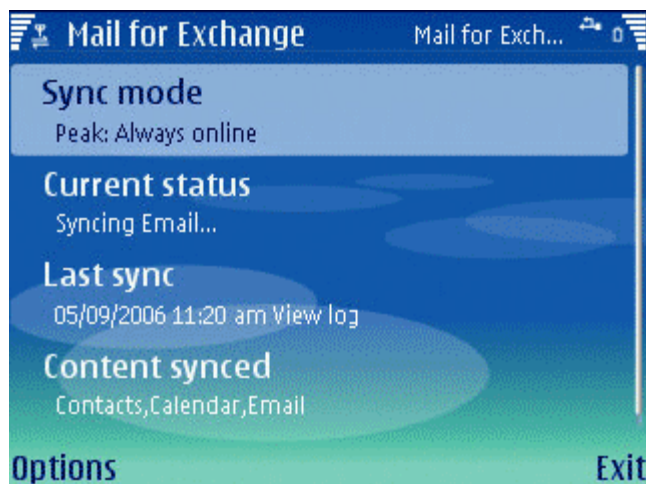 Mail for Exchange Mail for Exch...
Sync mode
Peak: Always online
Current status
Syncing Email...
Last sync
05/09/2006 11:20 am View log
Content synced
Contacts,Calendar,Email
Options Exit